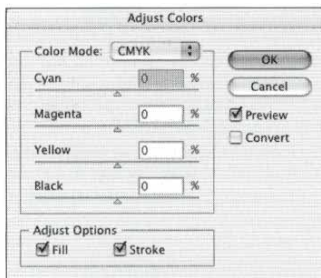 Adjust Colors
Color Mode: CMYK
Cyan 0 %
Magenta 0 %
Yellow 0 %
Black 0 %
OK
Cancel
Preview
Convert
Adjust Options
Fill Stroke